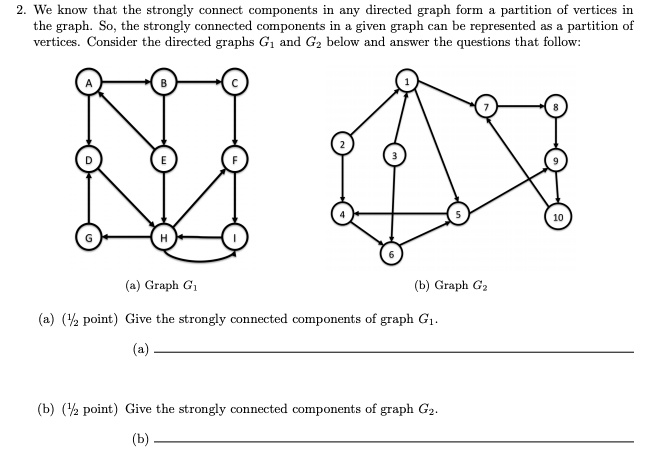 2. We know that the strongly connect components in any directed graph form a partition of vertices in
the graph. So, the strongly connected components in a given graph can be represented as a partition of
vertices. Consider the directed graphs G₁ and G₂ below and answer the questions that follow:
A B C
D E F
G H I
1
7 8
2
3
9
4 5 10
6
(a) Graph G₁ (b) Graph G₂
(a) (½ point) Give the strongly connected components of graph G₁.
(a)
(b) (½ point) Give the strongly connected components of graph G₂.
(b)